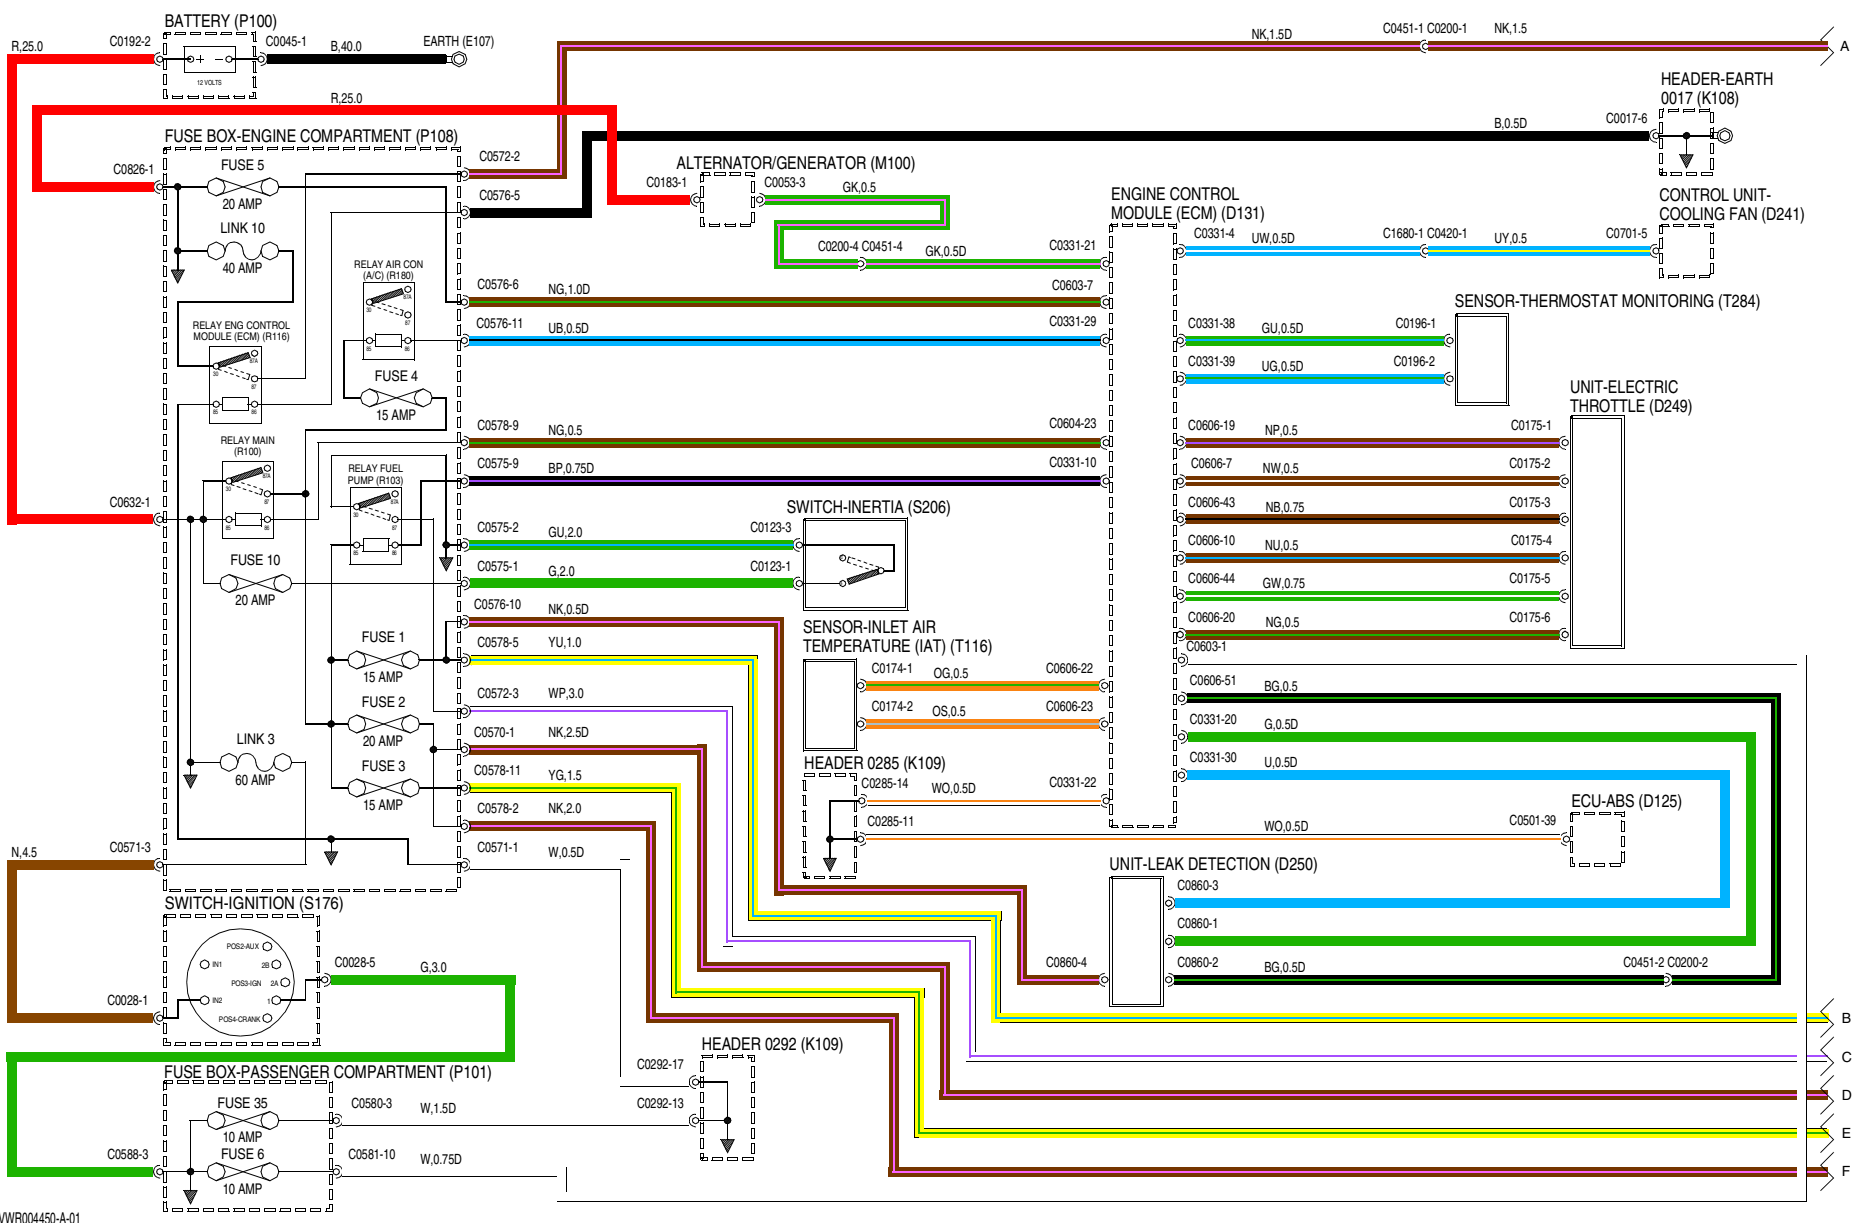 BATTERY (P100)
R,25.0
C0192-2
C0045-1
B,40.0
EARTH (E107)
12 VOLTS
NK,1.5D
C0451-1 C0200-1
NK,1.5
A
HEADER-EARTH
0017 (K108)
R,25.0
C0017-6
B,0.5D
FUSE BOX-ENGINE COMPARTMENT (P108)
C0826-1
FUSE 5
20 AMP
C0572-2
C0576-5
LINK 10
40 AMP
ALTERNATOR/GENERATOR (M100)
C0183-1
C0053-3
GK,0.5
C0200-4 C0451-4
GK,0.5D
C0331-21
ENGINE CONTROL
MODULE (ECM) (D131)
C0331-4
UW,0.5D
C1680-1 C0420-1
UY,0.5
C0701-5
CONTROL UNIT-
COOLING FAN (D241)
RELAY AIR CON
(A/C) (R180)
87A
30
87
85
86
C0576-6
NG,1.0D
C0603-7
C0576-11
UB,0.5D
C0331-29
SENSOR-THERMOSTAT MONITORING (T284)
C0331-38
GU,0.5D
C0196-1
C0331-39
UG,0.5D
C0196-2
RELAY ENG CONTROL
MODULE (ECM) (R116)
87A
30
87
85
86
FUSE 4
15 AMP
UNIT-ELECTRIC
THROTTLE (D249)
C0578-9
NG,0.5
C0604-23
C0606-19
NP,0.5
C0175-1
RELAY MAIN
(R100)
87A
30
87
85
86
RELAY FUEL
PUMP (R103)
87A
30
87
85
86
C0575-9
BP,0.75D
C0331-10
C0606-7
NW,0.5
C0175-2
C0632-1
SWITCH-INERTIA (S206)
C0606-43
NB,0.75
C0175-3
C0575-2
GU,2.0
C0123-3
C0606-10
NU,0.5
C0175-4
FUSE 10
20 AMP
C0575-1
G,2.0
C0123-1
C0606-44
GW,0.75
C0175-5
C0576-10
NK,0.5D
C0606-20
NG,0.5
C0175-6
FUSE 1
15 AMP
C0578-5
YU,1.0
SENSOR-INLET AIR
TEMPERATURE (IAT) (T116)
C0603-1
C0174-1
OG,0.5
C0606-22
C0606-51
BG,0.5
FUSE 2
20 AMP
C0572-3
WP,3.0
C0174-2
OS,0.5
C0606-23
C0331-20
G,0.5D
LINK 3
60 AMP
C0570-1
NK,2.5D
C0331-30
U,0.5D
FUSE 3
15 AMP
C0578-11
YG,1.5
HEADER 0285 (K109)
C0285-14
WO,0.5D
C0331-22
C0578-2
NK,2.0
C0285-11
WO,0.5D
C0501-39
ECU-ABS (D125)
N,4.5
C0571-3
C0571-1
W,0.5D
UNIT-LEAK DETECTION (D250)
C0860-3
C0860-1
C0860-4
C0860-2
BG,0.5D
C0451-2 C0200-2
SWITCH-IGNITION (S176)
POS2-AUX
IN1
2B
POS3-IGN
2A
IN2
1
POS4-CRANK
C0028-5
G,3.0
C0028-1
B
C
D
E
F
FUSE BOX-PASSENGER COMPARTMENT (P101)
HEADER 0292 (K109)
C0292-17
C0292-13
FUSE 35
10 AMP
C0580-3
W,1.5D
C0588-3
FUSE 6
10 AMP
C0581-10
W,0.75D
VWR004450-A-01